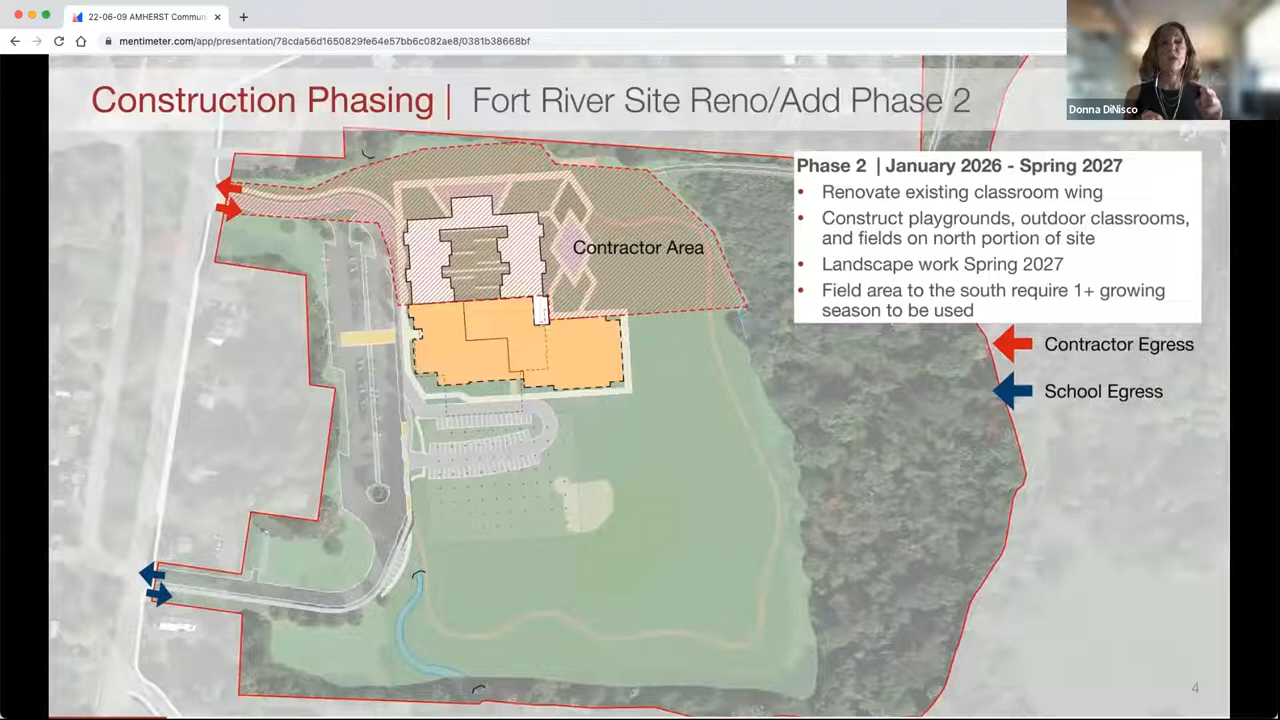 22-06-09 AMHERST Commun
mentimeter.com/app/presentation/78cda56d1650829fe64e57bb6c082ae8/0381b38668bf
Construction Phasing | Fort River Site Reno/Add Phase 2
Donna DiNisco
Phase 2 | January 2026 - Spring 2027
• Renovate existing classroom wing
• Construct playgrounds, outdoor classrooms,
and fields on north portion of site
• Landscape work Spring 2027
• Field area to the south require 1+ growing
season to be used
Contractor Area
Contractor Egress
School Egress
4